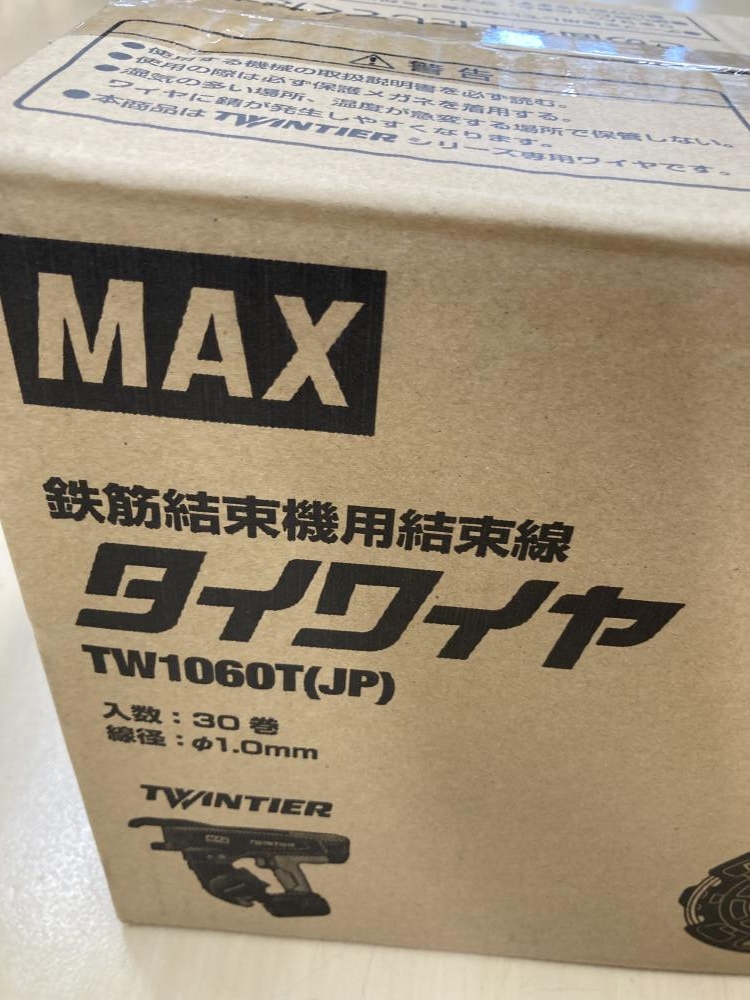 警告
●使用する機械の取扱説明書を必ず読む。
●使用の際は必ず保護メガネを着用する。
●湿気の多い場所、温度が急変する場所で保管しない。
ワイヤに錆が発生しやすくなります。
●本商品はTWINTIERシリーズ専用ワイヤです。
MAX
鉄筋結束機用結束線
タイワイヤ
TW1060T(JP)
入数：30巻
線径：φ1.0mm
TWINTIER
MAX TWINTIER